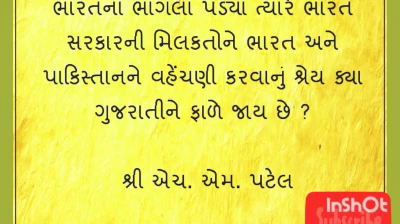 ભારતના ભાગલા પડ્યા ત્યારે ભારત
સરકારની મિલકતોને ભારત અને
પાકિસ્તાનને વહેંચણી કરવાનું શ્રેય ક્યા
ગુજરાતીને ફાળે જાય છે ?
શ્રી એચ. એમ. પટેલ
InShOt